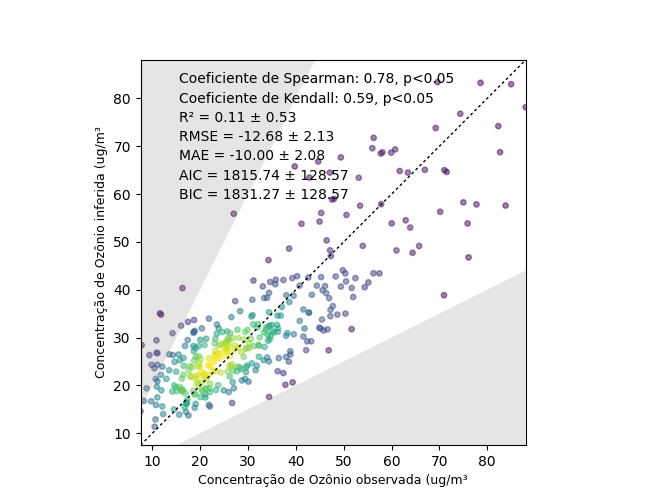 Coeficiente de Spearman: 0.78, p<0.05
Coeficiente de Kendall: 0.59, p<0.05
R² = 0.11 ± 0.53
RMSE = -12.68 ± 2.13
MAE = -10.00 ± 2.08
AIC = 1815.74 ± 128.57
BIC = 1831.27 ± 128.57
Concentração de Ozônio inferida (ug/m³
80
70
60
50
40
30
20
10
10 20 30 40 50 60 70 80
Concentração de Ozônio observada (ug/m³